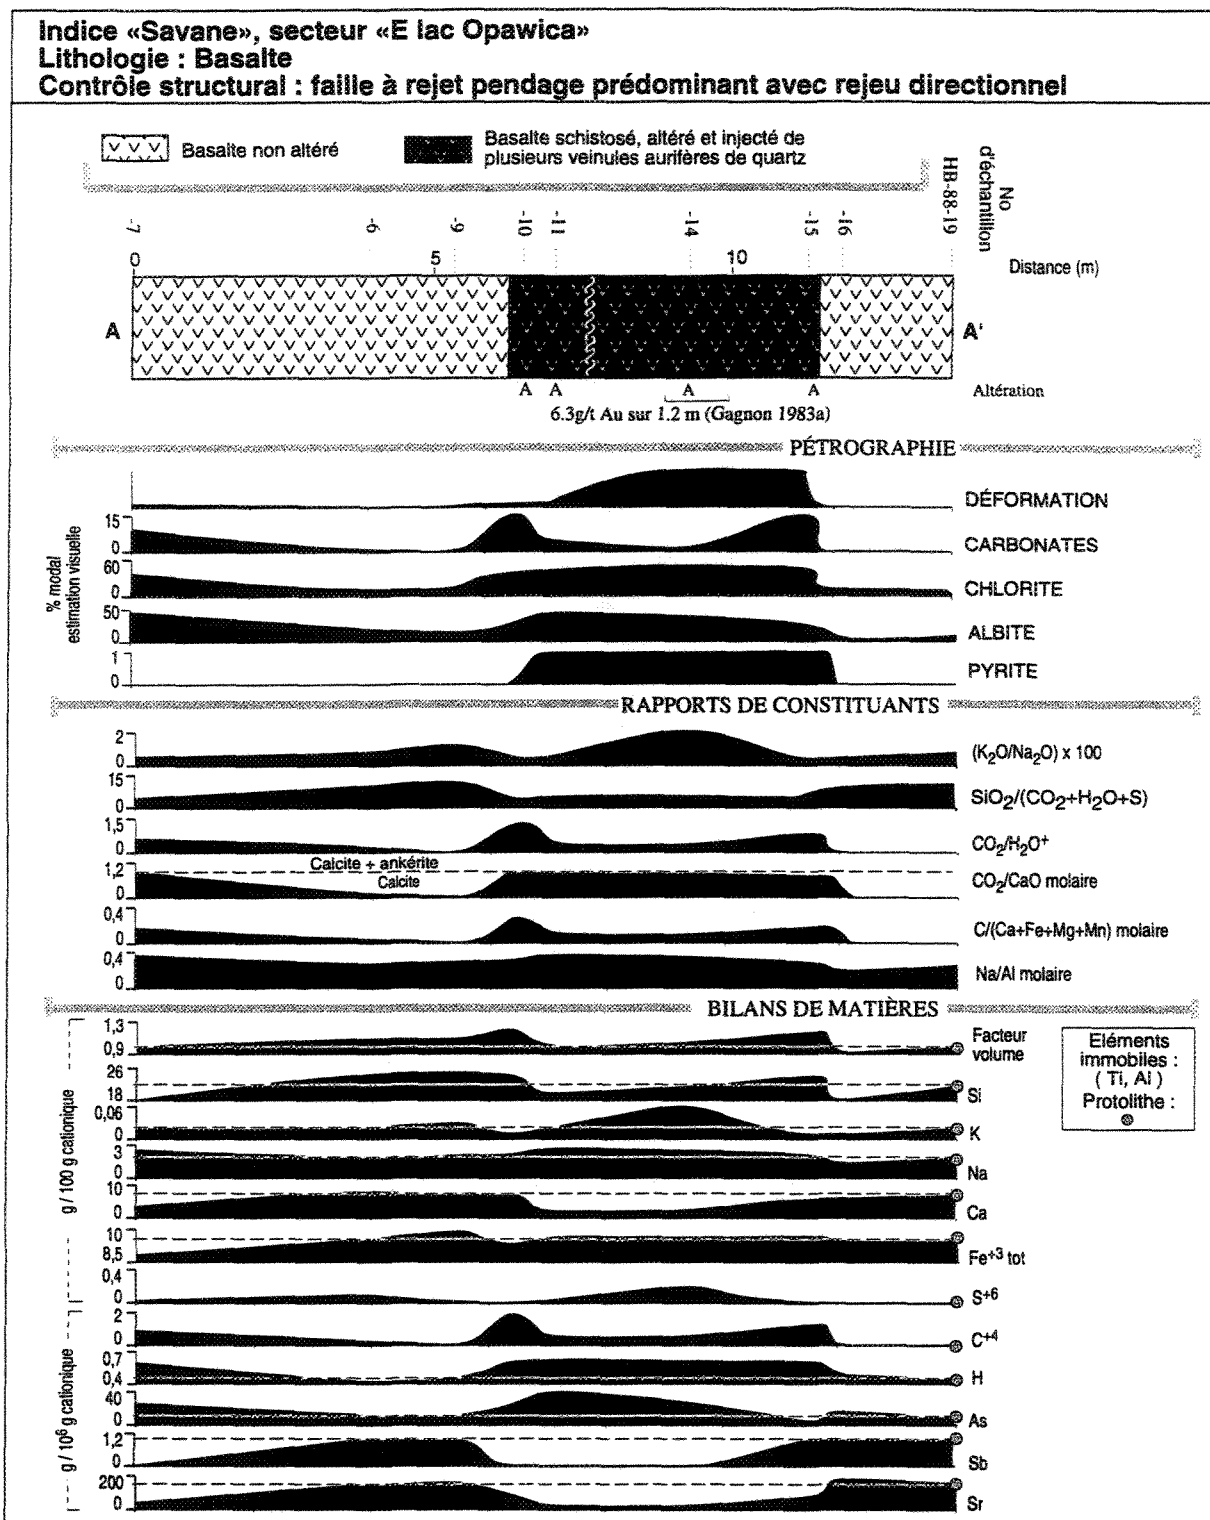 Indice «Savane», secteur «E lac Opawica»
Lithologie : Basalte
Contrôle structural : faille à rejet pendage prédominant avec rejeu directionnel
Basalte non altéré
Basalte schistosé, altéré et injecté de
plusieurs veinules aurifères de quartz
No
d'échantillon
-7 -6 -9 -10 -11 -14 -15 -16 HB-88-19
0 5 10
Distance (m)
A A'
A A A A
Altération
6.3g/t Au sur 1.2 m (Gagnon 1983a)
PÉTROGRAPHIE
% modal
estimation visuelle
DÉFORMATION
15
0
CARBONATES
60
0
CHLORITE
50
0
ALBITE
1
0
PYRITE
RAPPORTS DE CONSTITUANTS
2
0
(K₂O/Na₂O) x 100
15
0
SiO₂/(CO₂+H₂O+S)
1,5
0
CO₂/H₂O⁺
Calcite + ankérite
Calcite
1,2
0
CO₂/CaO molaire
0,4
0
C/(Ca+Fe+Mg+Mn) molaire
0,4
0
Na/Al molaire
BILANS DE MATIÈRES
g / 100 g cationique
1,3
0,9
Facteur
volume
26
18
Si
0,06
0
K
3
0
Na
10
0
Ca
10
8,5
Fe⁺³ tot
0,4
0
S⁺⁶
g / 10⁶ g cationique
2
0
C⁺⁴
0,7
0,4
H
40
0
As
1,2
0
Sb
200
0
Sr
Eléments
immobiles :
( Ti, Al )
Protolithe :